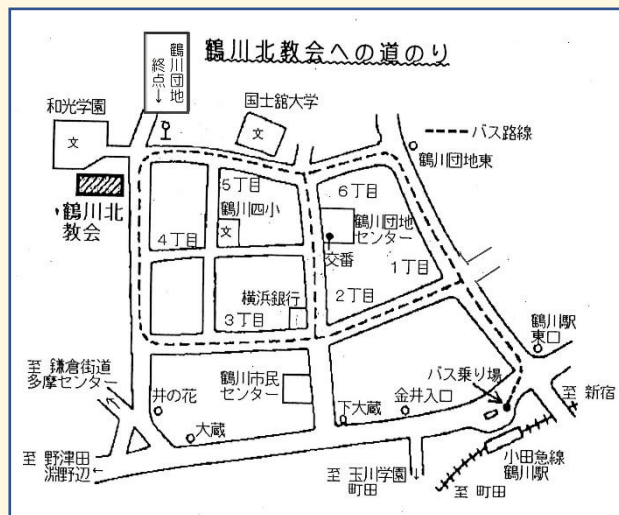 鶴川北教会への道のり
鶴川団地
終点↓
国士舘大学
和光学園
文
文
バス路線
鶴川団地東
鶴川北
教会
5丁目
鶴川四小
文
6丁目
鶴川団地
センター
交番
4丁目
1丁目
2丁目
横浜銀行
3丁目
鶴川駅
東口
至 鎌倉街道
多摩センター
井の花
鶴川市民
センター
バス乗り場
下大蔵
金井入口
至 新宿
大蔵
至 野津田
淵野辺
至 玉川学園
町田
小田急線
鶴川駅
至 町田